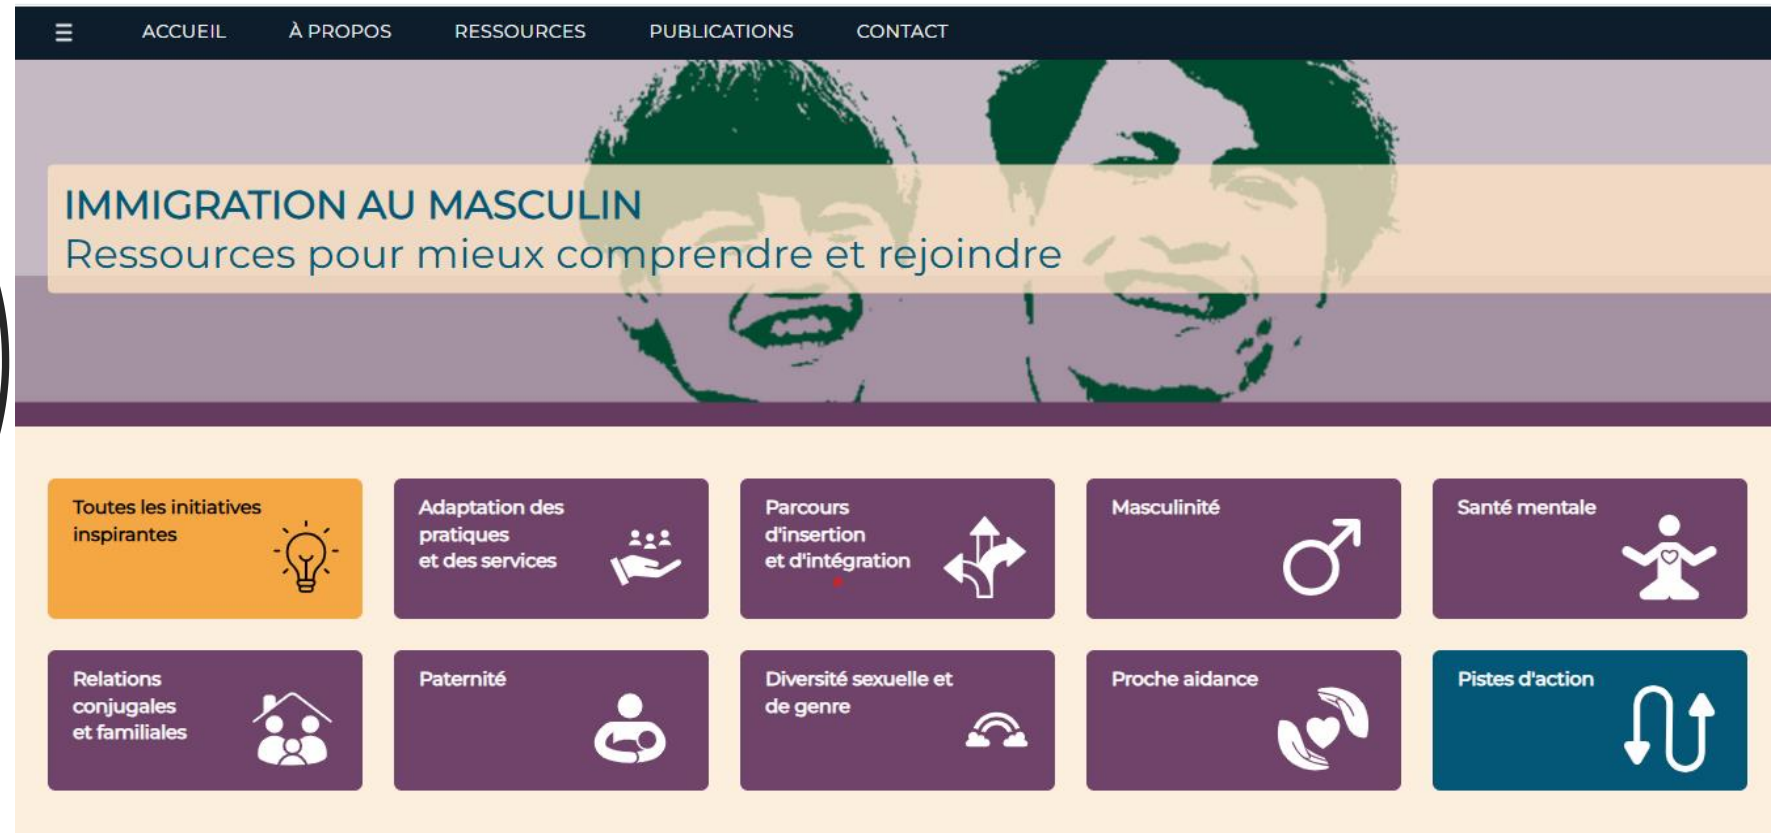 ACCUEIL À PROPOS RESSOURCES PUBLICATIONS CONTACT
IMMIGRATION AU MASCULIN
Ressources pour mieux comprendre et rejoindre
Toutes les initiatives
inspirantes
Adaptation des
pratiques
et des services
Parcours
d'insertion
et d'intégration
Masculinité
Santé mentale
Relations
conjugales
et familiales
Paternité
Diversité sexuelle et
de genre
Proche aidance
Pistes d'action